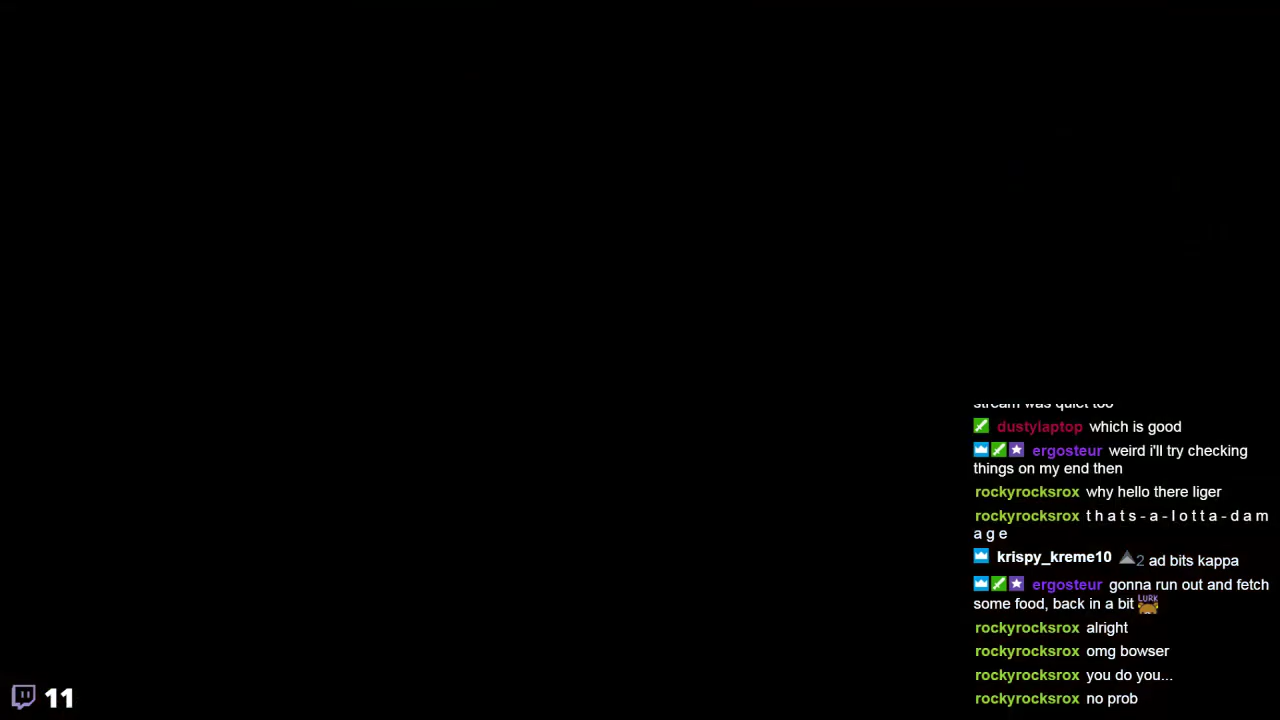 stream was quiet too
dustylaptop which is good
ergosteur weird i'll try checking
things on my end then
rockyrocksrox why hello there liger
rockyrocksrox t h a t s - a - l o t t a - d a m
a g e
krispy_kreme10 2 ad bits kappa
ergosteur gonna run out and fetch
some food, back in a bit LURK
rockyrocksrox alright
rockyrocksrox omg bowser
rockyrocksrox you do you...
rockyrocksrox no prob
11